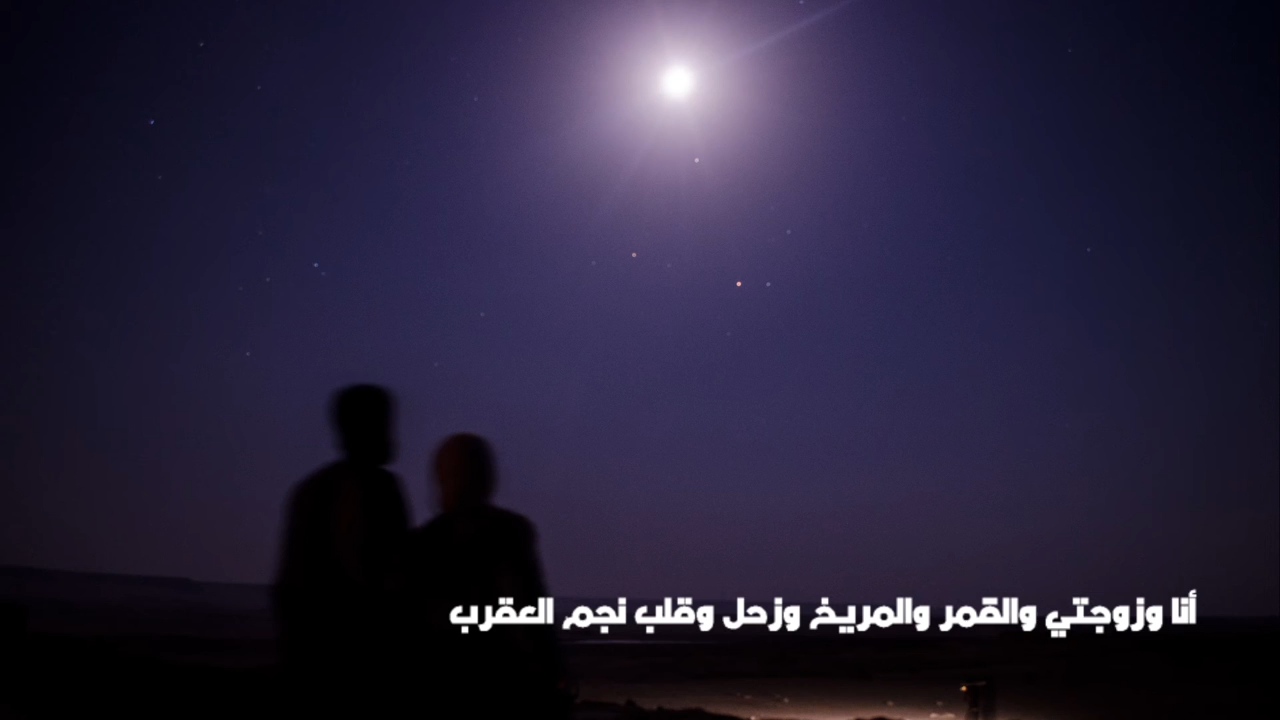 أنا وزوجتي والقمر والمريخ وزحل وقلب نجم العقرب